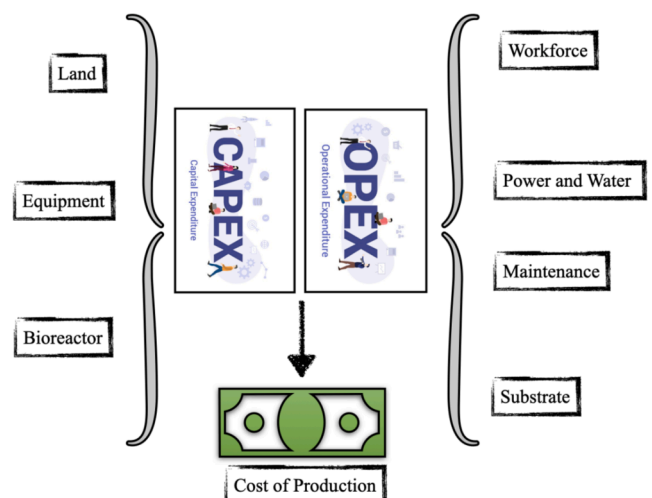 Land
Equipment
Bioreactor
CAPEX
Capital Expenditure
OPEX
Operational Expenditure
Workforce
Power and Water
Maintenance
Substrate
Cost of Production